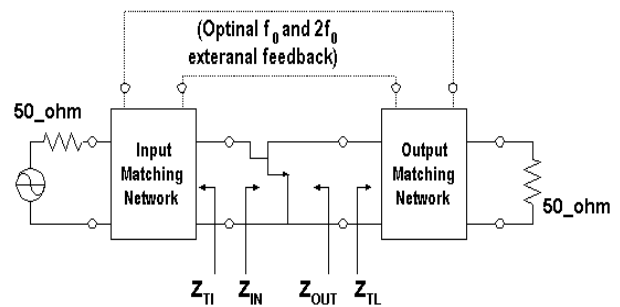 (Optinal f0 and 2f0
exteranal feedback)
50_ohm
Input
Matching
Network
Output
Matching
Network
50_ohm
ZTI
ZIN
ZOUT
ZTL